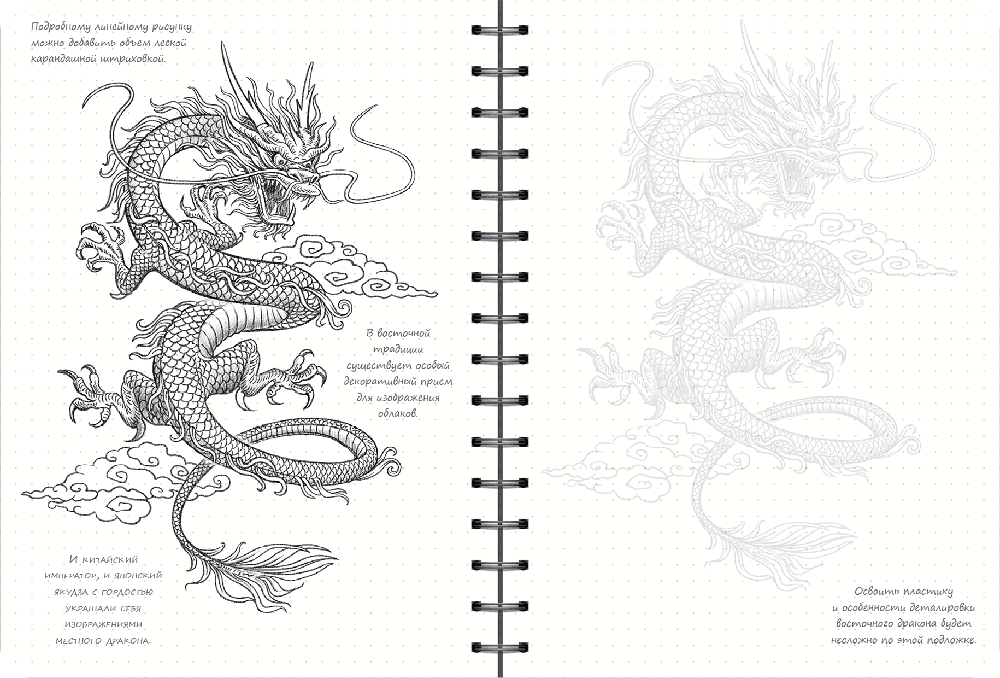 Подробному линейному рисунку
можно добавить объем легкой
карандашной штриховкой.
В восточной
традиции
существует особый
декоративный прием
для изображения
облаков.
И китайский
император, и японский
якудза с гордостью
украшали себя
изображениями
местного дракона.
Освоить пластику
и особенности деталировки
восточного дракона будет
несложно по этой подложке.